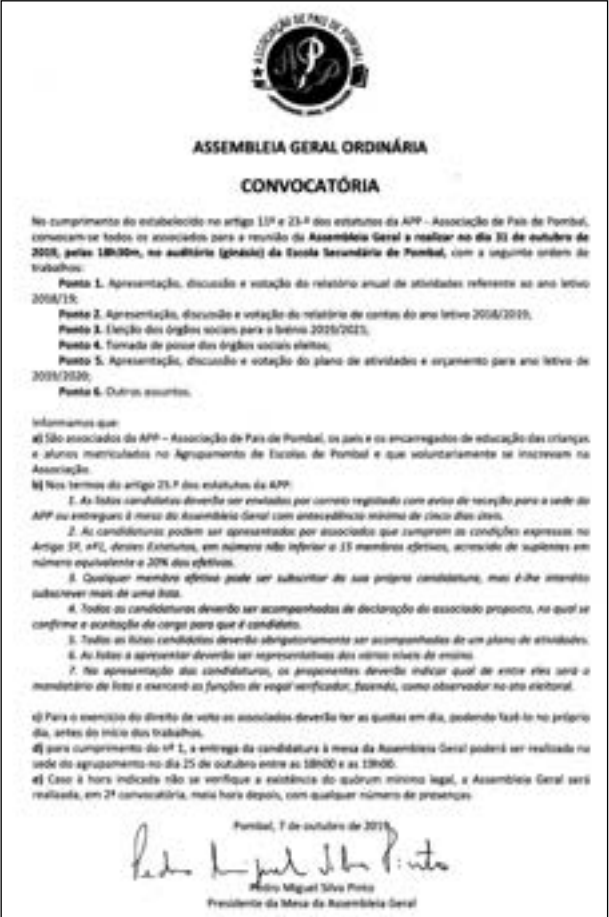 ASSOCIAÇÃO DE PAIS DE POMBAL
APP
ASSEMBLEIA GERAL ORDINÁRIA
CONVOCATÓRIA
No cumprimento do estabelecido no artigo 11º e 23-º dos estatutos da APP - Associação de Pais de Pombal,
convocam-se todos os associados para a reunião da Assembleia Geral a realizar no dia 31 de outubro de
2019, pelas 18h30m, no auditório (ginásio) da Escola Secundária de Pombal, com a seguinte ordem de
trabalhos:
Ponto 1. Apresentação, discussão e votação do relatório anual de atividades referente ao ano letivo
2018/19;
Ponto 2. Apresentação, discussão e votação do relatório de contas do ano letivo 2018/2019;
Ponto 3. Eleição dos órgãos sociais para o biénio 2019/2021;
Ponto 4. Tomada de posse dos órgãos sociais eleitos;
Ponto 5. Apresentação, discussão e votação do plano de atividades e orçamento para ano letivo de
2019/2020;
Ponto 6. Outros assuntos.
Informamos que:
a) São associados da APP – Associação de Pais de Pombal, os pais e os encarregados de educação das crianças
e alunos matriculados no Agrupamento de Escolas de Pombal e que voluntariamente se inscrevam na
Associação.
b) Nos termos do artigo 25.º dos estatutos da APP:
1. As listas candidatas deverão ser enviadas por correio registado com aviso de receção para a sede da
APP ou entregues à mesa da Assembleia Geral com antecedência mínima de cinco dias úteis.
2. As candidaturas podem ser apresentadas por associados que cumpram as condições expressas no
Artigo 5º, nº1, destes Estatutos, em número não inferior a 15 membros efetivos, acrescido de suplentes em
número equivalente a 20% dos efetivos.
3. Qualquer membro efetivo pode ser subscritor da sua própria candidatura, mas é-lhe interdito
subscrever mais de uma lista.
4. Todas as candidaturas deverão ser acompanhadas de declaração do associado proposto, na qual se
confirme a aceitação do cargo para que é candidato.
5. Todas as listas candidatas deverão obrigatoriamente ser acompanhadas de um plano de atividades.
6. As listas a apresentar deverão ser representativas dos vários níveis de ensino.
7. Na apresentação das candidaturas, os proponentes deverão indicar qual de entre eles será o
mandatário da lista e exercerá as funções de vogal verificador, fazendo, como observador no ato eleitoral.
c) Para o exercício do direito de voto os associados deverão ter as quotas em dia, podendo fazê-lo no próprio
dia, antes do início dos trabalhos.
d) para cumprimento do nº 1, a entrega da candidatura à mesa da Assembleia Geral poderá ser realizada na
sede do agrupamento no dia 25 de outubro entre as 18h00 e as 19h00.
e) Caso à hora indicada não se verifique a existência do quórum mínimo legal, a Assembleia Geral será
realizada, em 2ª convocatória, meia hora depois, com qualquer número de presenças
Pombal, 7 de outubro de 2019
Pedro Miguel Silva Pinto
Pedro Miguel Silva Pinto
Presidente da Mesa da Assembleia Geral